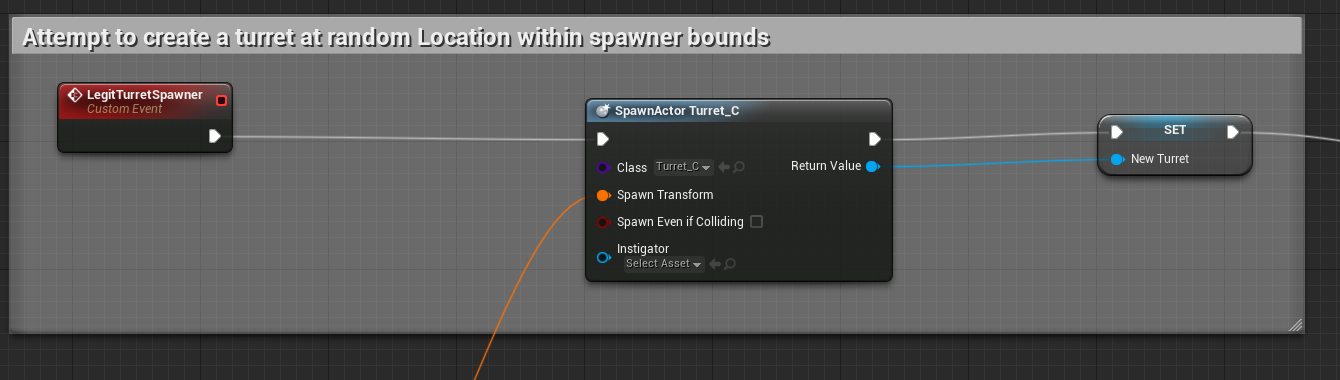 Attempt to create a turret at random Location within spawner bounds
LegitTurretSpawner
Custom Event
SpawnActor Turret_C
Class Turret_C
Return Value
Spawn Transform
Spawn Even if Colliding
Instigator
Select Asset
SET
New Turret